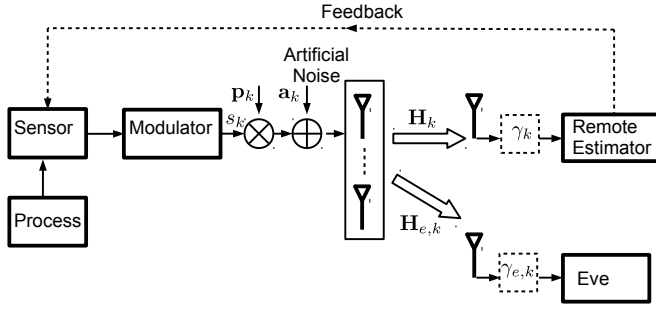 Feedback
Artificial
Noise
p_k
a_k
Sensor
Modulator
s_k
H_k
γ_k
Remote
Estimator
Process
H_{e,k}
γ_{e,k}
Eve